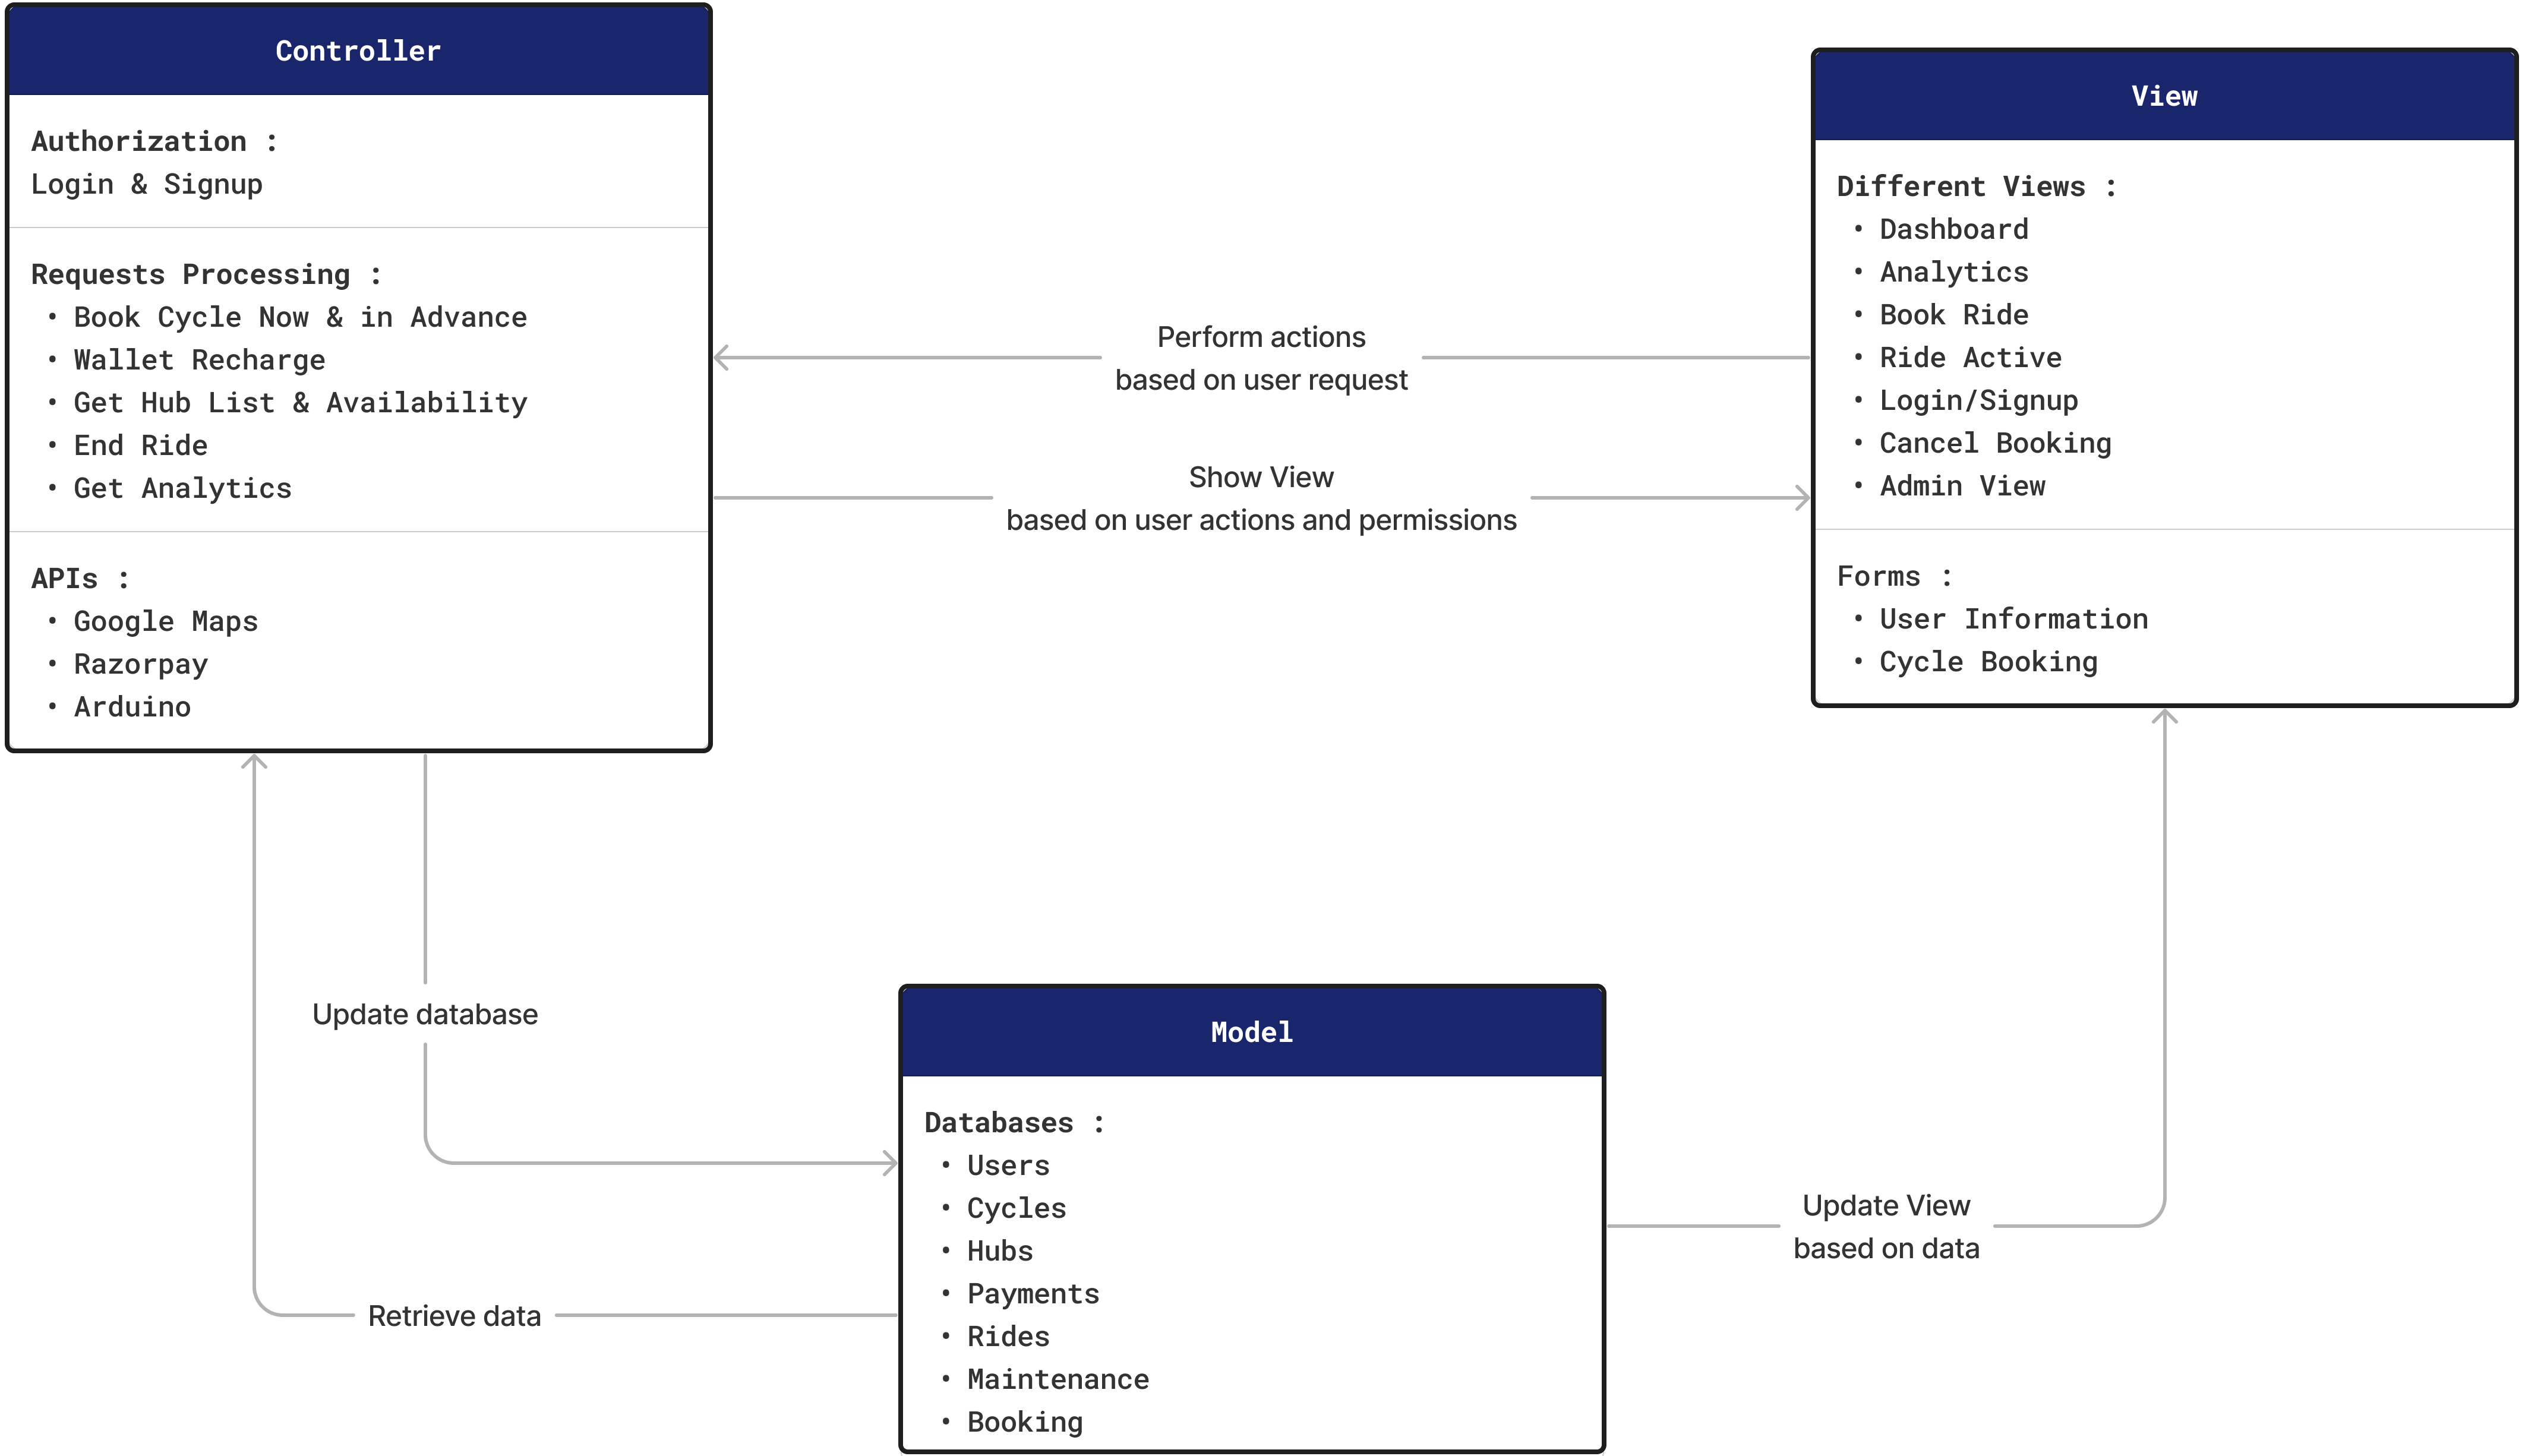 Controller
Authorization :
Login & Signup
Requests Processing :
• Book Cycle Now & in Advance
• Wallet Recharge
• Get Hub List & Availability
• End Ride
• Get Analytics
APIs :
• Google Maps
• Razorpay
• Arduino
Perform actions
based on user request
Show View
based on user actions and permissions
View
Different Views :
• Dashboard
• Analytics
• Book Ride
• Ride Active
• Login/Signup
• Cancel Booking
• Admin View
Forms :
• User Information
• Cycle Booking
Update database
Retrieve data
Model
Databases :
• Users
• Cycles
• Hubs
• Payments
• Rides
• Maintenance
• Booking
Update View
based on data